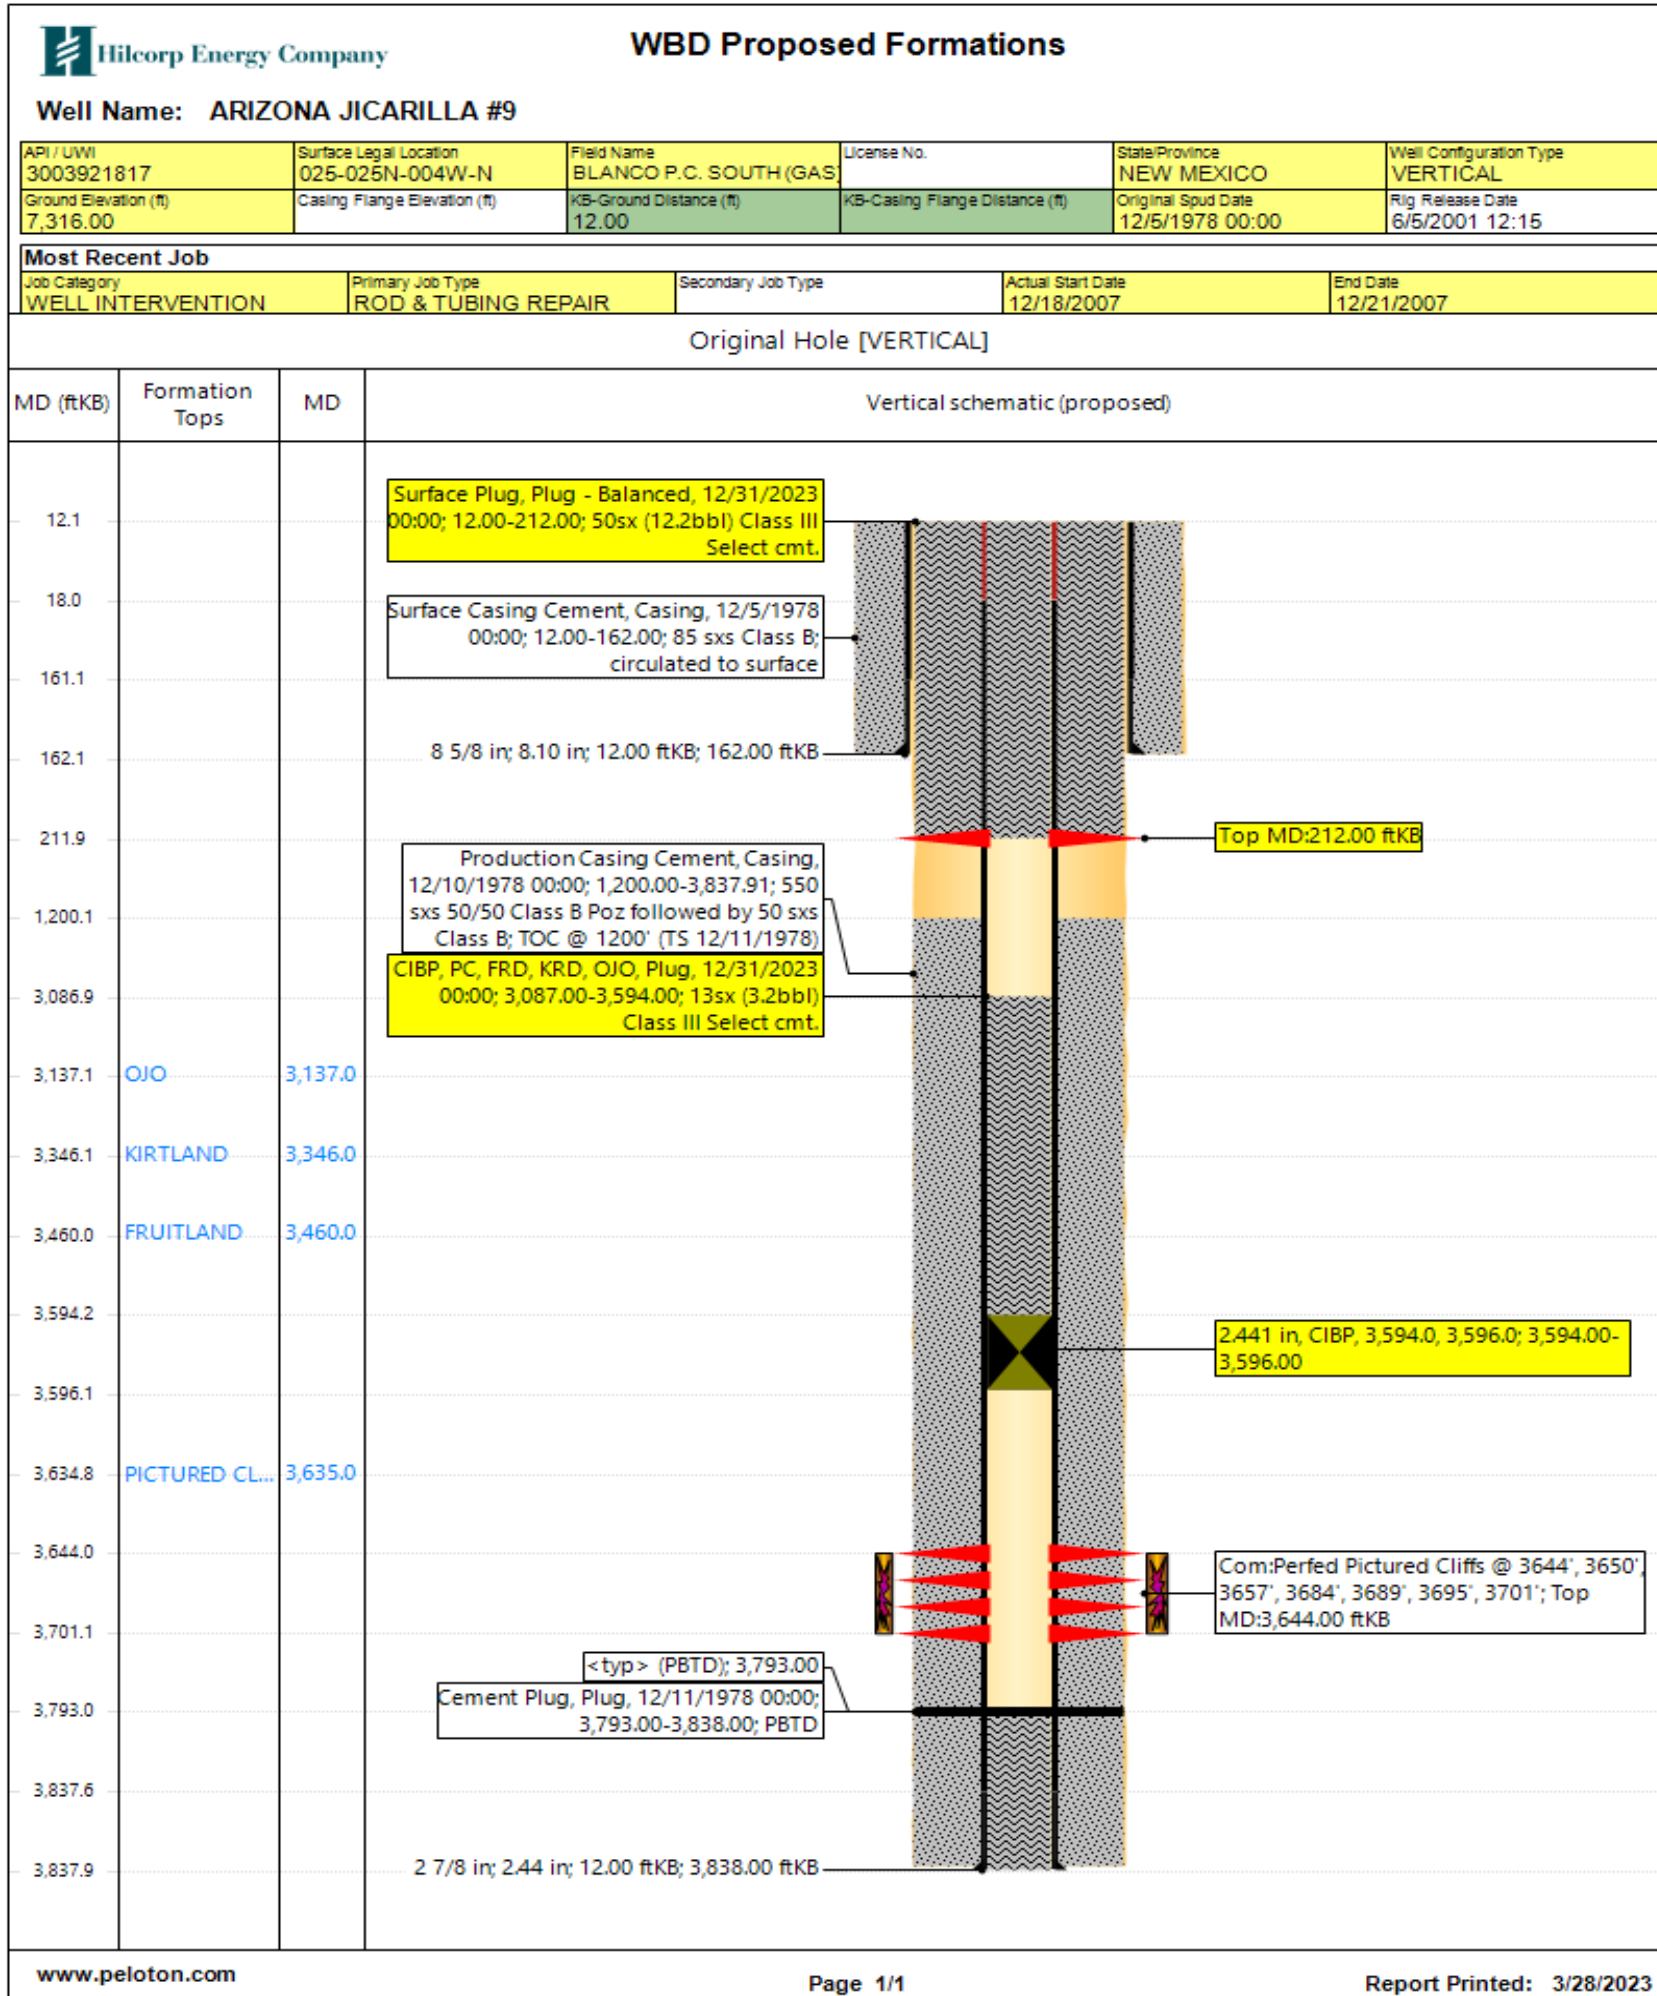 Hilcorp Energy Company
WBD Proposed Formations
Well Name: ARIZONA JICARILLA #9
API / UWI
3003921817
Surface Legal Location
025-025N-004W-N
Field Name
BLANCO P.C. SOUTH (GAS)
License No.
State/Province
NEW MEXICO
Well Configuration Type
VERTICAL
Ground Elevation (ft)
7,316.00
Casing Flange Elevation (ft)
KB-Ground Distance (ft)
12.00
KB-Casing Flange Distance (ft)
Original Spud Date
12/5/1978 00:00
Rig Release Date
6/5/2001 12:15
Most Recent Job
Job Category
WELL INTERVENTION
Primary Job Type
ROD & TUBING REPAIR
Secondary Job Type
Actual Start Date
12/18/2007
End Date
12/21/2007
Original Hole [VERTICAL]
MD (ftKB)
Formation
Tops
MD
Vertical schematic (proposed)
Surface Plug, Plug - Balanced, 12/31/2023
00:00; 12.00-212.00; 50sx (12.2bbl) Class III
Select cmt.
12.1
18.0
Surface Casing Cement, Casing, 12/5/1978
00:00; 12.00-162.00; 85 sxs Class B;
circulated to surface
161.1
162.1
8 5/8 in; 8.10 in; 12.00 ftKB; 162.00 ftKB
211.9
Top MD:212.00 ftKB
Production Casing Cement, Casing,
12/10/1978 00:00; 1,200.00-3,837.91; 550
sxs 50/50 Class B Poz followed by 50 sxs
Class B; TOC @ 1200' (TS 12/11/1978)
1,200.1
CIBP, PC, FRD, KRD, OJO, Plug, 12/31/2023
00:00; 3,087.00-3,594.00; 13sx (3.2bbl)
Class III Select cmt.
3,086.9
3,137.1 OJO 3,137.0
3,346.1 KIRTLAND 3,346.0
3,460.0 FRUITLAND 3,460.0
3,594.2
2.441 in, CIBP, 3,594.0, 3,596.0; 3,594.00-
3,596.00
3,596.1
3,634.8 PICTURED CL... 3,635.0
3,644.0
Com:Perfed Pictured Cliffs @ 3644', 3650',
3657', 3684', 3689', 3695', 3701'; Top
MD:3,644.00 ftKB
3,701.1
<typ> (PBTD); 3,793.00
Cement Plug, Plug, 12/11/1978 00:00;
3,793.00-3,838.00; PBTD
3,793.0
3,837.6
3,837.9
2 7/8 in; 2.44 in; 12.00 ftKB; 3,838.00 ftKB
www.peloton.com
Page 1/1
Report Printed: 3/28/2023